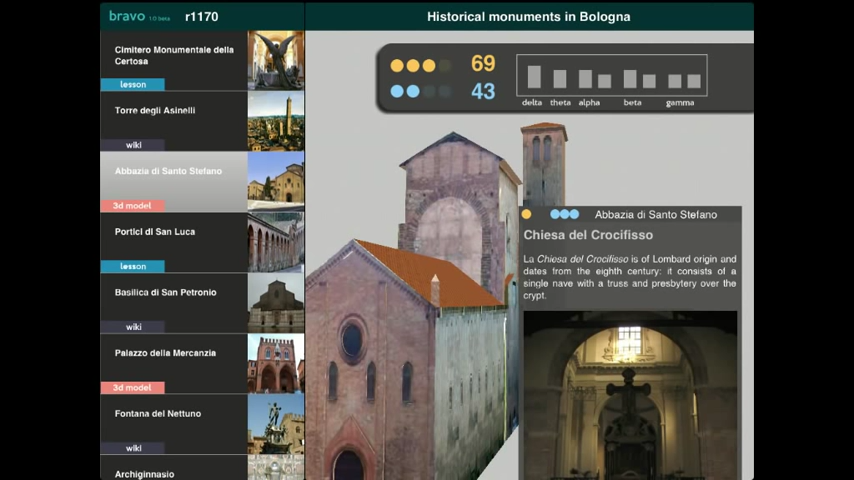 bravo 1.0 beta r1170
Historical monuments in Bologna
Cimitero Monumentale della
Certosa
lesson
Torre degli Asinelli
wiki
Abbazia di Santo Stefano
3d model
Portici di San Luca
lesson
Basilica di San Petronio
wiki
Palazzo della Mercanzia
3d model
Fontana del Nettuno
wiki
Archiginnasio
69
43
delta theta alpha beta gamma
Abbazia di Santo Stefano
Chiesa del Crocifisso
La Chiesa del Crocifisso is of Lombard origin and
dates from the eighth century: it consists of a
single nave with a truss and presbytery over the
crypt.